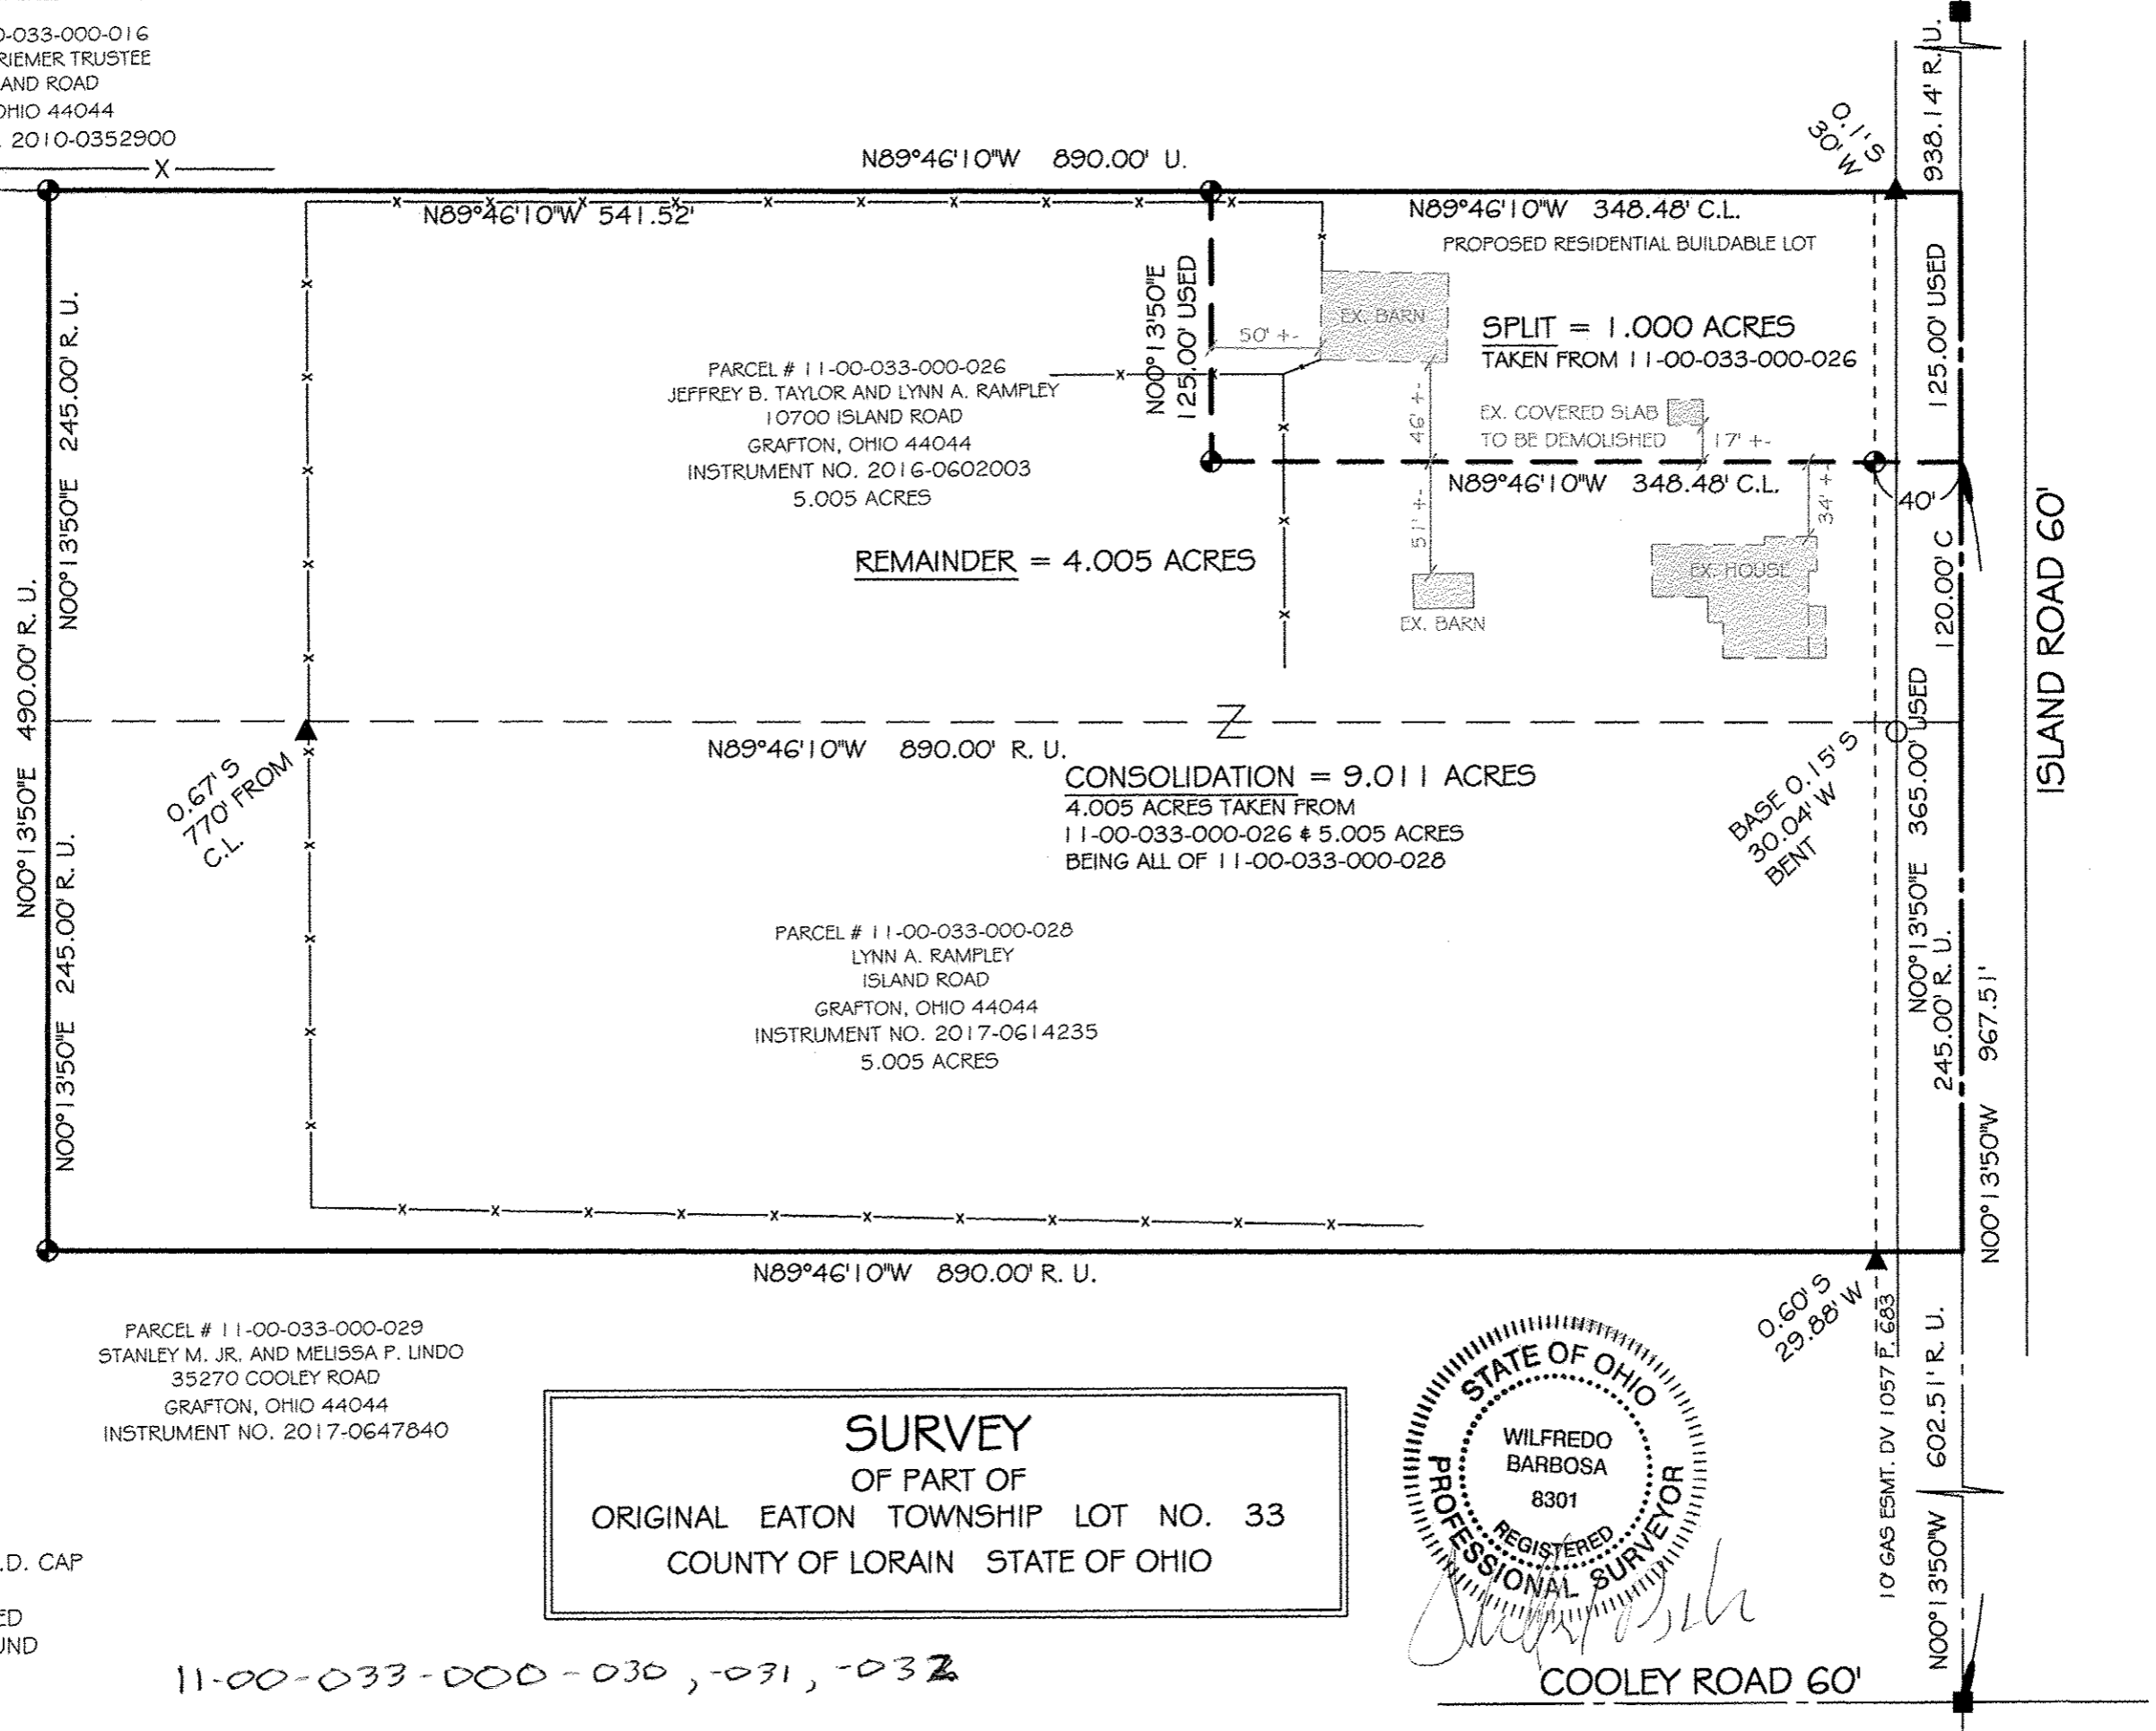 0-033-000-016
RIEMER TRUSTEE
AND ROAD
OHIO 44044
. 2010-0352900
X
N89°46'10"W 890.00' U.
0.1' S
30' W
938.14' R. U.
N89°46'10"W 541.52'
N89°46'10"W 348.48' C.L.
PROPOSED RESIDENTIAL BUILDABLE LOT
N00°13'50"E
125.00' USED
EX. BARN
50' +-
SPLIT = 1.000 ACRES
TAKEN FROM 11-00-033-000-026
125.00' USED
PARCEL # 11-00-033-000-026
JEFFREY B. TAYLOR AND LYNN A. RAMPLEY
10700 ISLAND ROAD
GRAFTON, OHIO 44044
INSTRUMENT NO. 2016-0602003
5.005 ACRES
46' +-
EX. COVERED SLAB
TO BE DEMOLISHED
17' +-
N89°46'10"W 348.48' C.L.
40'
34' +-
51' +-
EX. BARN
EX. HOUSE
120.00' C
ISLAND ROAD 60'
REMAINDER = 4.005 ACRES
N00°13'50"E 245.00' R. U.
N00°13'50"E 490.00' R. U.
N00°13'50"E 245.00' R. U.
0.67' S
770' FROM
C.L.
Z
N89°46'10"W 890.00' R. U.
CONSOLIDATION = 9.011 ACRES
4.005 ACRES TAKEN FROM
11-00-033-000-026 & 5.005 ACRES
BEING ALL OF 11-00-033-000-028
BASE 0.15' S
30.04' W
BENT
N00°13'50"E 365.00' USED
245.00' R. U.
N00°13'50"W 967.51'
PARCEL # 11-00-033-000-028
LYNN A. RAMPLEY
ISLAND ROAD
GRAFTON, OHIO 44044
INSTRUMENT NO. 2017-0614235
5.005 ACRES
N89°46'10"W 890.00' R. U.
0.60' S
29.88' W
10' GAS ESMT. DV 1057 P. 683
N00°13'50"W 602.51' R. U.
PARCEL # 11-00-033-000-029
STANLEY M. JR. AND MELISSA P. LINDO
35270 COOLEY ROAD
GRAFTON, OHIO 44044
INSTRUMENT NO. 2017-0647840
SURVEY
OF PART OF
ORIGINAL EATON TOWNSHIP LOT NO. 33
COUNTY OF LORAIN STATE OF OHIO
STATE OF OHIO
WILFREDO
BARBOSA
8301
REGISTERED
PROFESSIONAL SURVEYOR
.D. CAP
ED
UND
11-00-033-000-030, -031, -032
COOLEY ROAD 60'